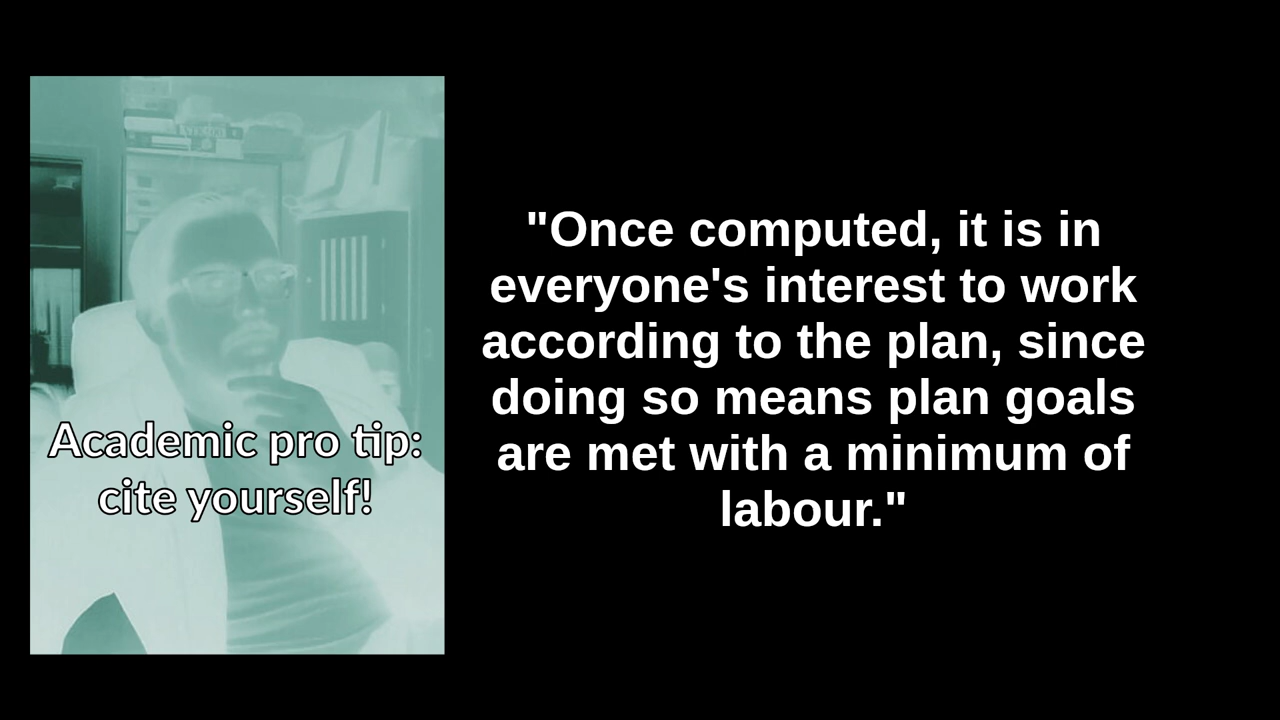 Academic pro tip:
cite yourself!
"Once computed, it is in
everyone's interest to work
according to the plan, since
doing so means plan goals
are met with a minimum of
labour."